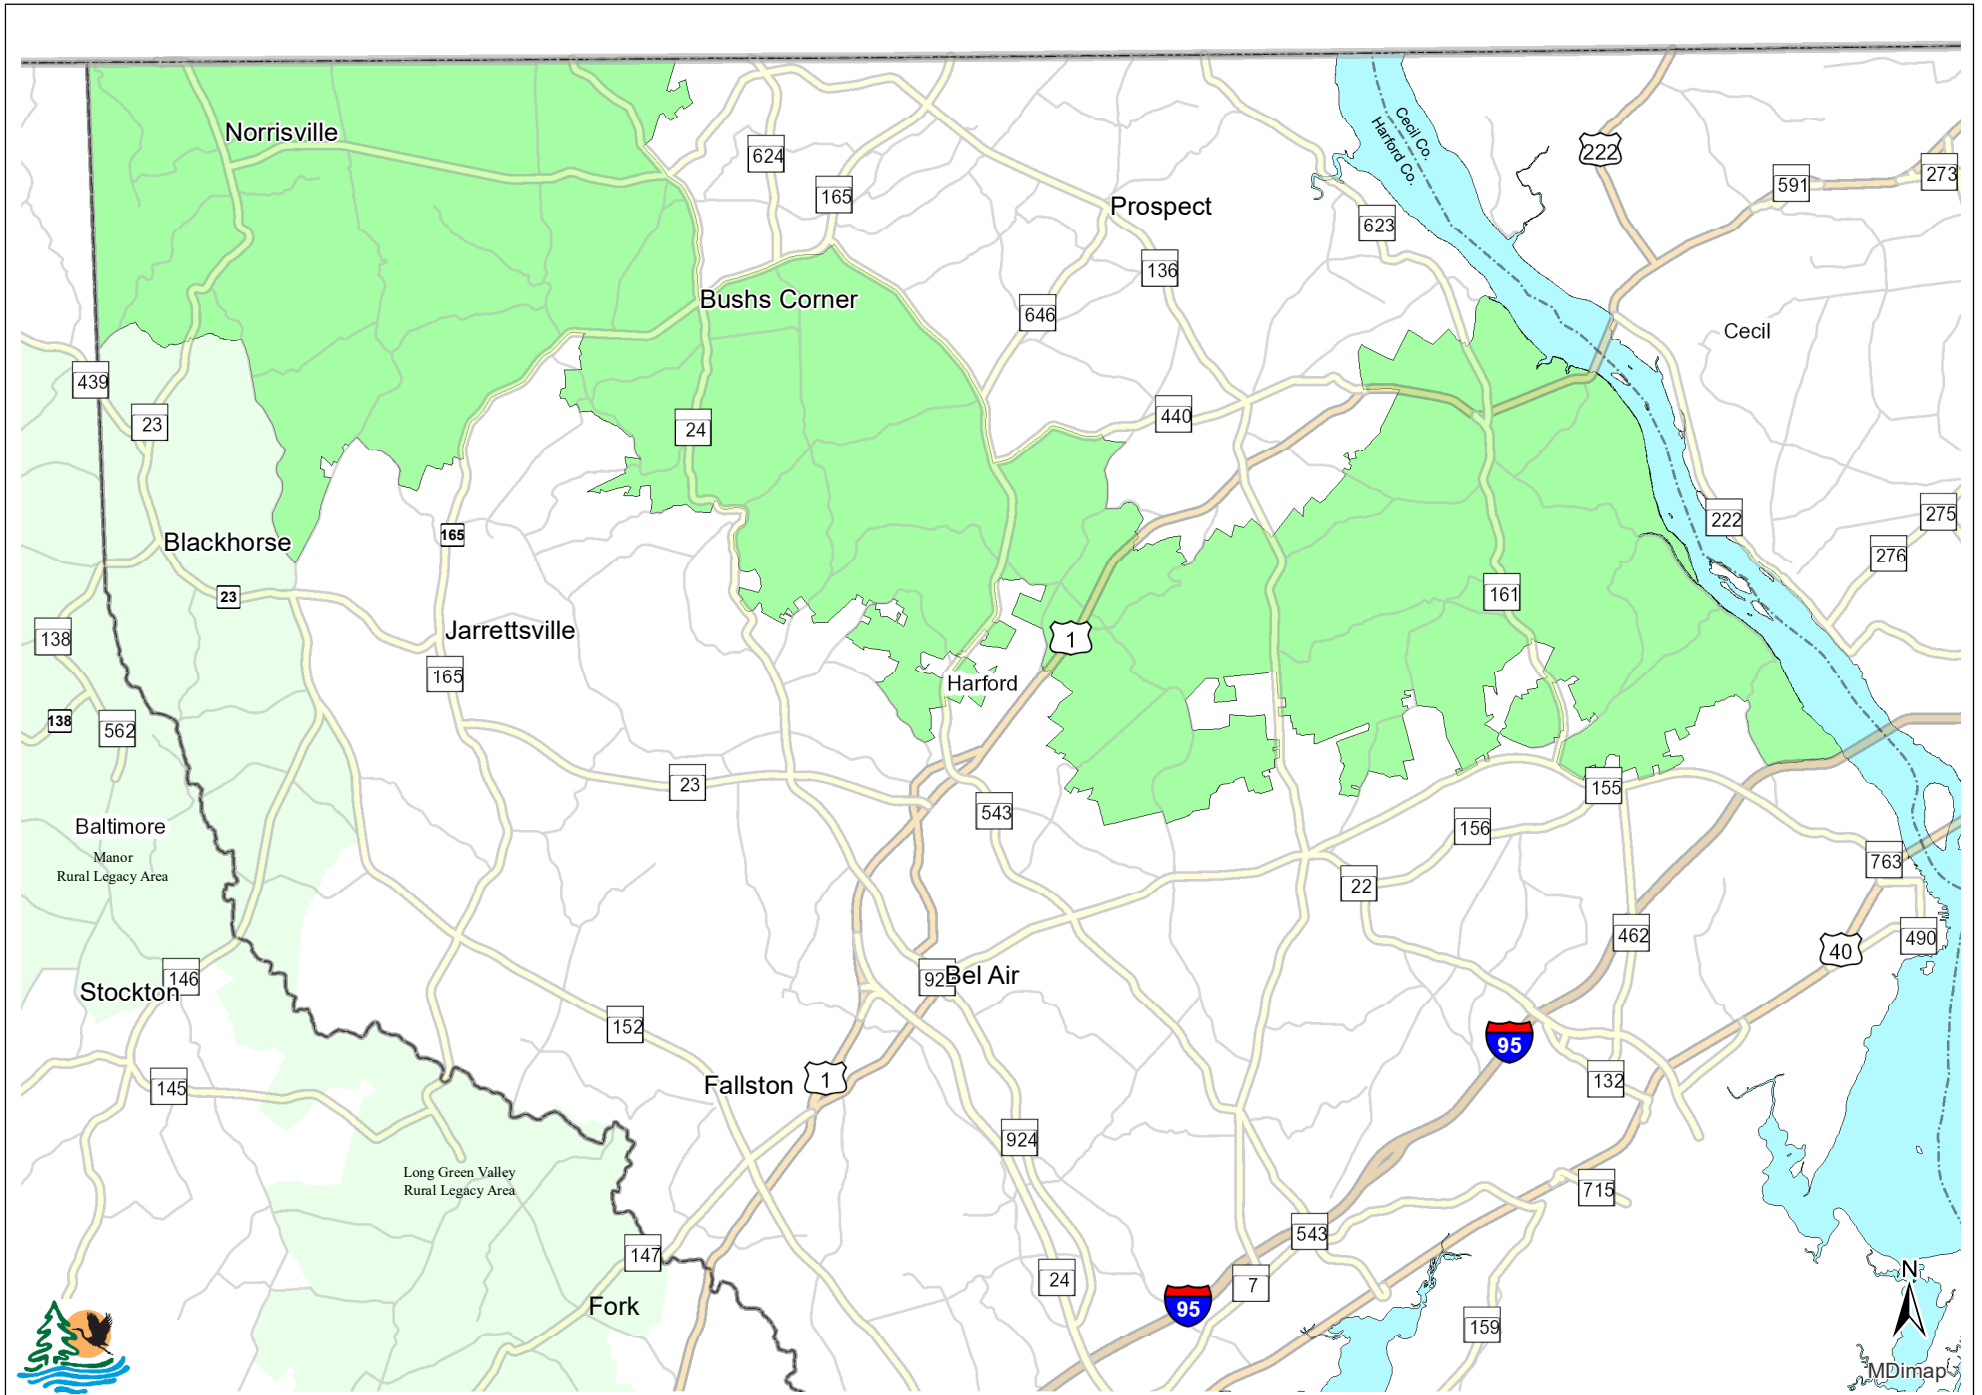 Norrisville
624
165
Cecil Co.
Harford Co.
222
591
273
Prospect
623
136
Bushs Corner
646
Cecil
439
23
24
440
165
222
275
276
Blackhorse
23
161
138
Jarrettsville
1
165
Harford
138
562
23
543
155
Baltimore
156
Manor
Rural Legacy Area
763
22
462
40
490
146
Stockton
924
Bel Air
152
95
145
Fallston
1
132
924
Long Green Valley
Rural Legacy Area
715
147
543
24
7
95
Fork
159
N
MDimap